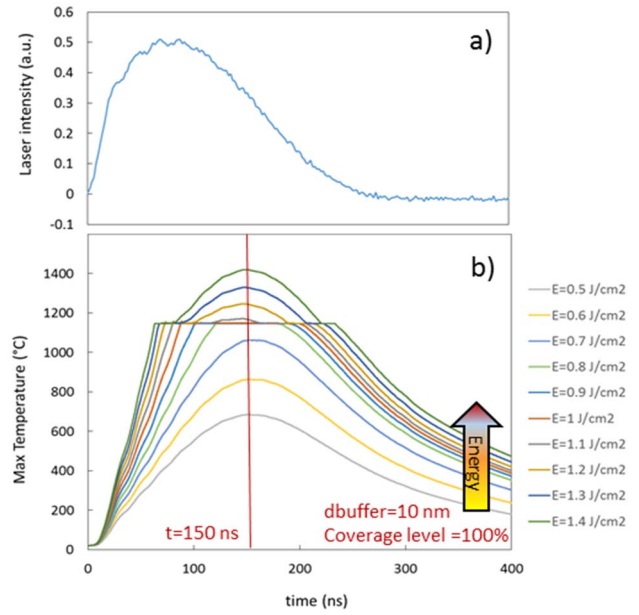 a)
Laser intensity (a.u.)
0.6
0.5
0.4
0.3
0.2
0.1
0
-0.1
b)
Max Temperature (°C)
1400
1200
1000
800
600
400
200
0
t=150 ns
dbuffer=10 nm
Coverage level =100%
Energy
0
100
200
300
400
time (ns)
E=0.5 J/cm2
E=0.6 J/cm2
E=0.7 J/cm2
E=0.8 J/cm2
E=0.9 J/cm2
E=1 J/cm2
E=1.1 J/cm2
E=1.2 J/cm2
E=1.3 J/cm2
E=1.4 J/cm2